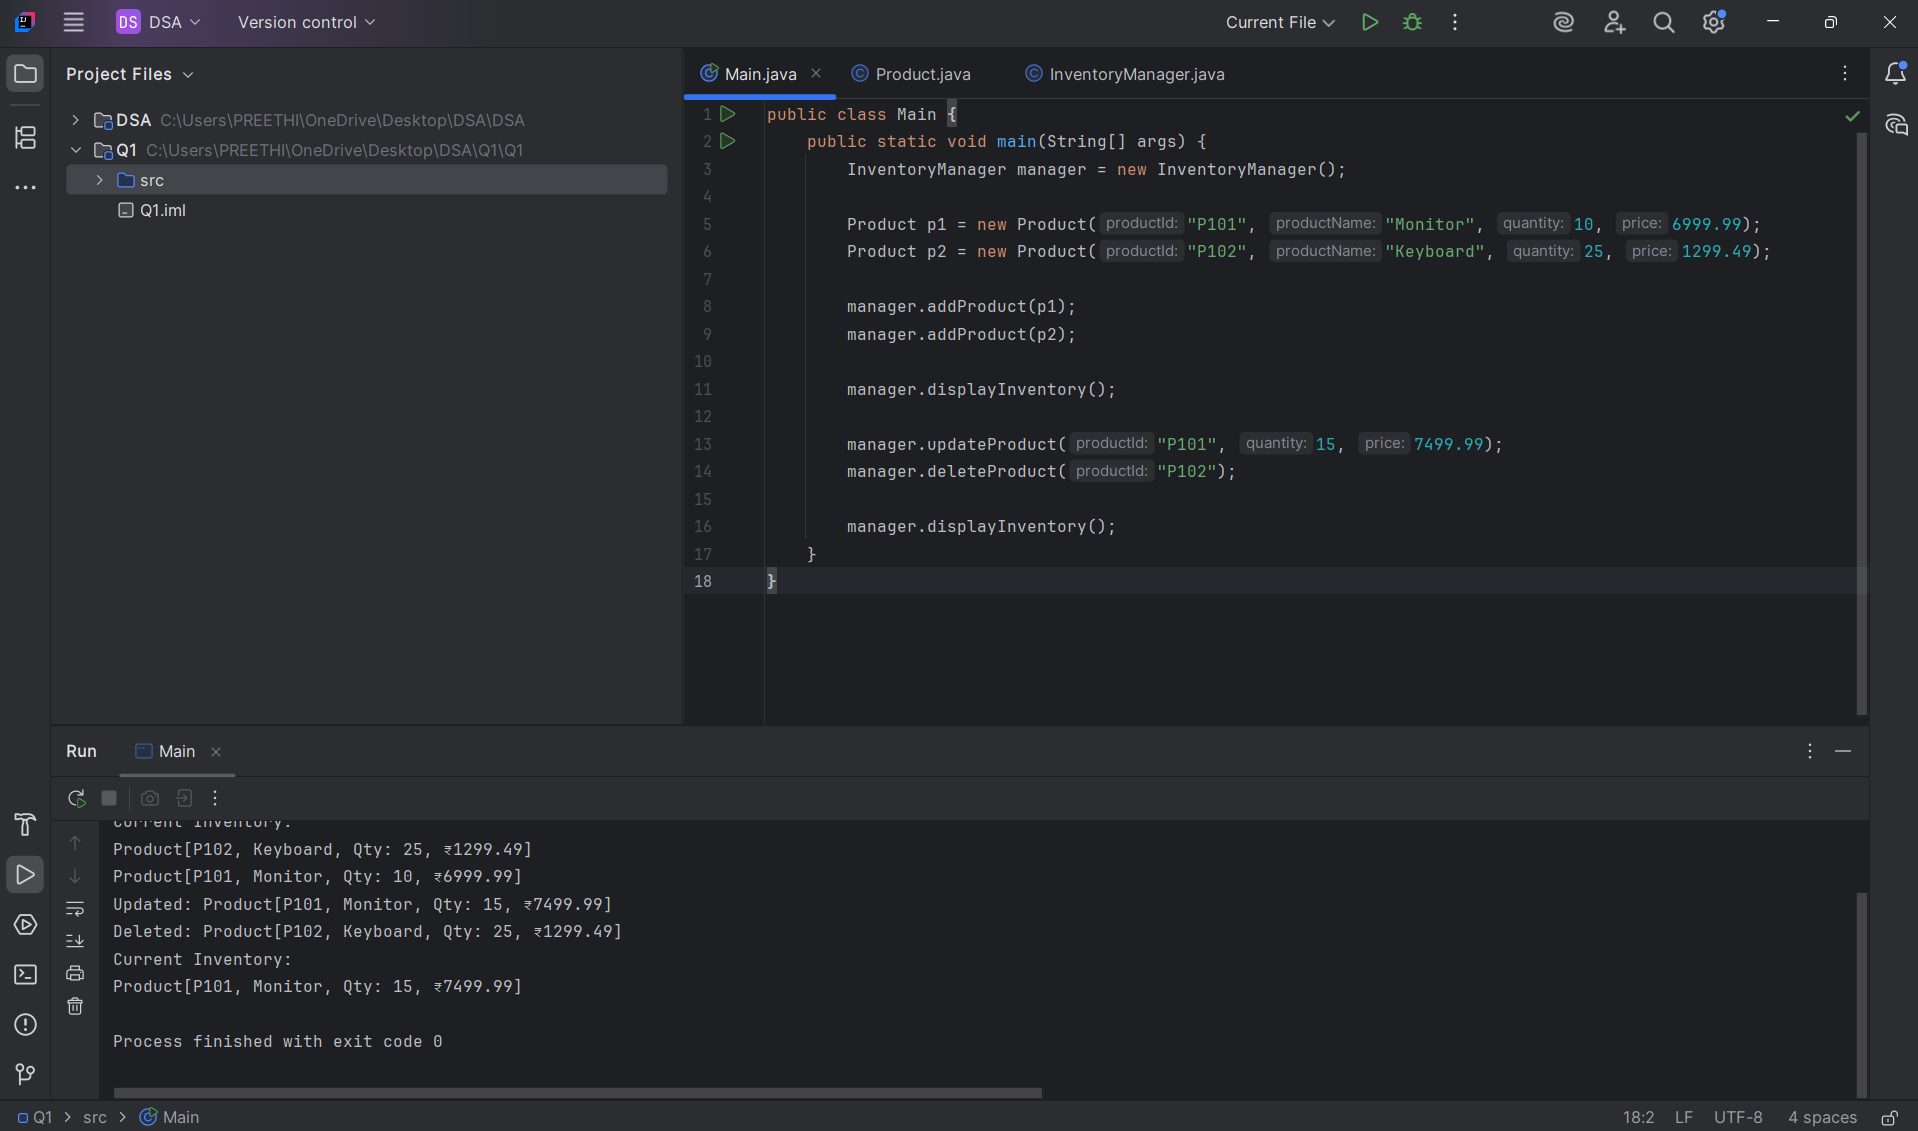 DS DSA Version control Current File
Project Files
DSA C:\Users\PREETHI\OneDrive\Desktop\DSA\DSA
Q1 C:\Users\PREETHI\OneDrive\Desktop\DSA\Q1\Q1
src
Q1.iml
Main.java Product.java InventoryManager.java
1 public class Main {
2 public static void main(String[] args) {
3 InventoryManager manager = new InventoryManager();
4
5 Product p1 = new Product( productId: "P101", productName: "Monitor", quantity: 10, price: 6999.99);
6 Product p2 = new Product( productId: "P102", productName: "Keyboard", quantity: 25, price: 1299.49);
7
8 manager.addProduct(p1);
9 manager.addProduct(p2);
10
11 manager.displayInventory();
12
13 manager.updateProduct( productId: "P101", quantity: 15, price: 7499.99);
14 manager.deleteProduct( productId: "P102");
15
16 manager.displayInventory();
17 }
18 }
Run Main
Current Inventory:
Product[P102, Keyboard, Qty: 25, ₹1299.49]
Product[P101, Monitor, Qty: 10, ₹6999.99]
Updated: Product[P101, Monitor, Qty: 15, ₹7499.99]
Deleted: Product[P102, Keyboard, Qty: 25, ₹1299.49]
Current Inventory:
Product[P101, Monitor, Qty: 15, ₹7499.99]
Process finished with exit code 0
Q1 src Main 18:2 LF UTF-8 4 spaces